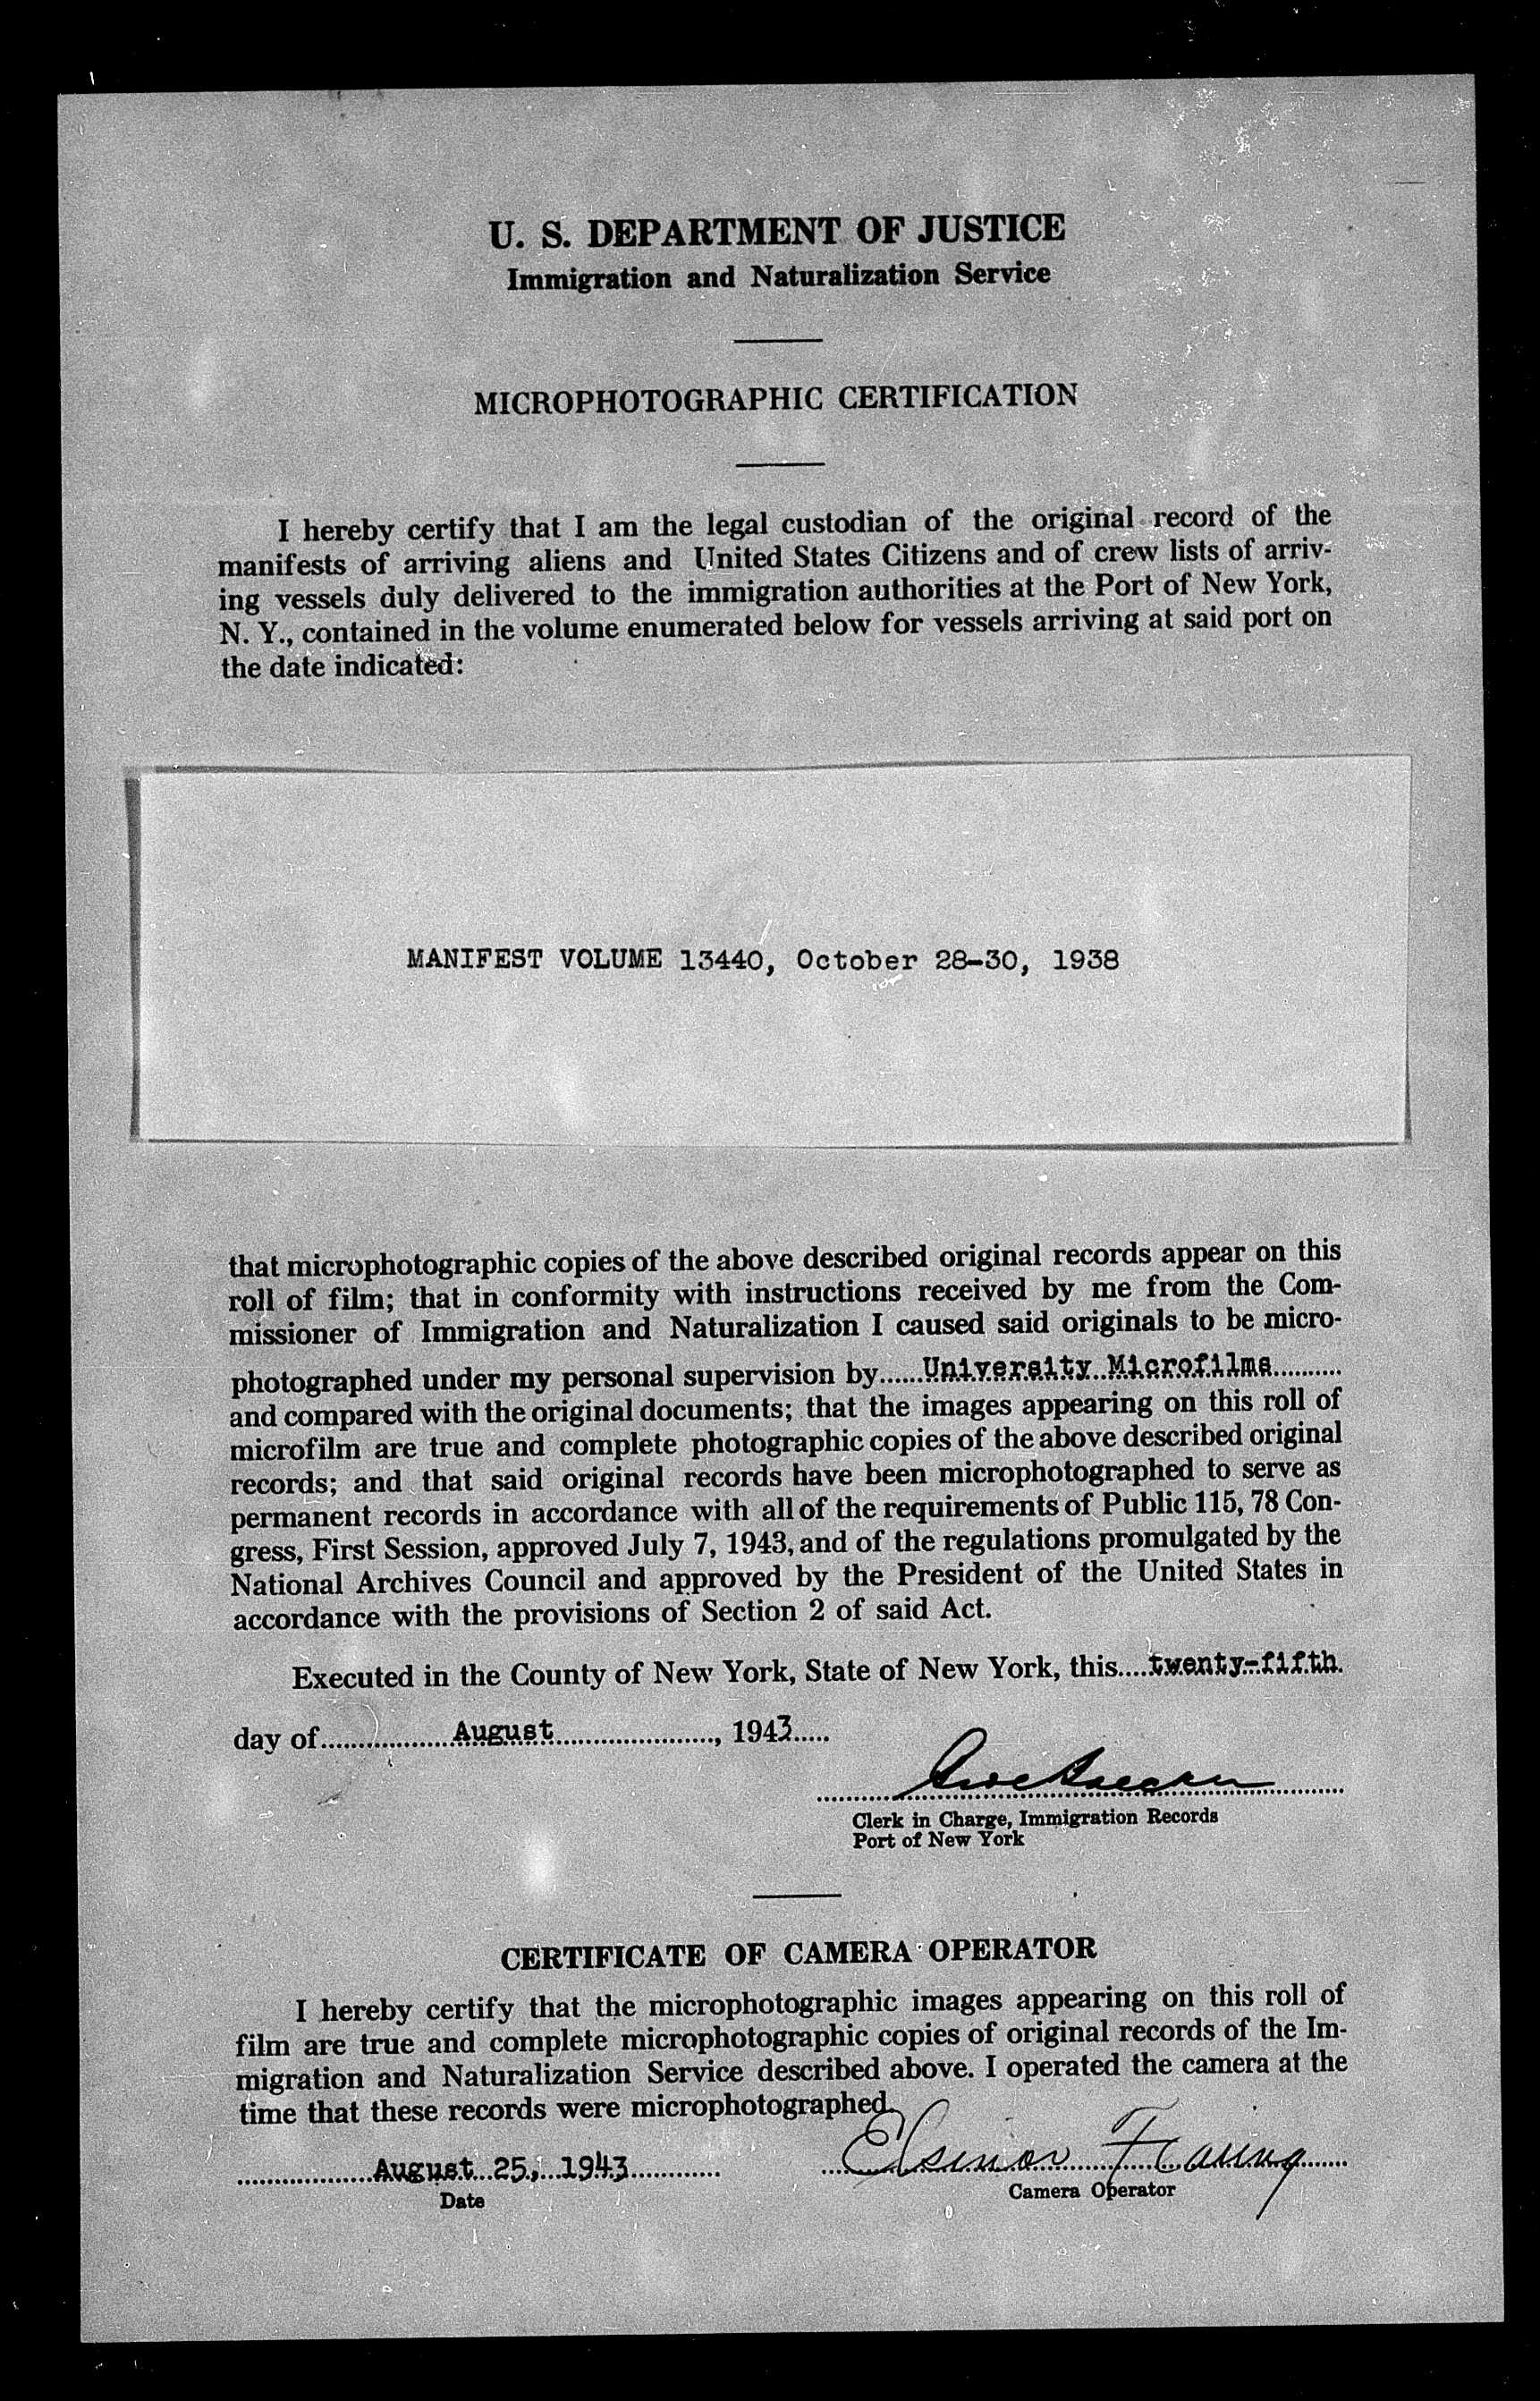 U. S. DEPARTMENT OF JUSTICE
Immigration and Naturalization Service
MICROPHOTOGRAPHIC CERTIFICATION
I hereby certify that I am the legal custodian of the original record of the
manifests of arriving aliens and United States Citizens and of crew lists of arriv-
ing vessels duly delivered to the immigration authorities at the Port of New York,
N. Y., contained in the volume enumerated below for vessels arriving at said port on
the date indicated:
MANIFEST VOLUME 13440, October 28-30, 1938
that microphotographic copies of the above described original records appear on this
roll of film; that in conformity with instructions received by me from the Com-
missioner of Immigration and Naturalization I caused said originals to be micro-
photographed under my personal supervision by......University Microfilms..........
and compared with the original documents; that the images appearing on this roll of
microfilm are true and complete photographic copies of the above described original
records; and that said original records have been microphotographed to serve as
permanent records in accordance with all of the requirements of Public 115, 78 Con-
gress, First Session, approved July 7, 1943, and of the regulations promulgated by the
National Archives Council and approved by the President of the United States in
accordance with the provisions of Section 2 of said Act.
Executed in the County of New York, State of New York, this....twenty-fifth.
day of..................August......................, 1943.....
Clerk in Charge, Immigration Records
Port of New York
CERTIFICATE OF CAMERA OPERATOR
I hereby certify that the microphotographic images appearing on this roll of
film are true and complete microphotographic copies of original records of the Im-
migration and Naturalization Service described above. I operated the camera at the
time that these records were microphotographed.
..................August 25, 1943.............
Date
Camera Operator